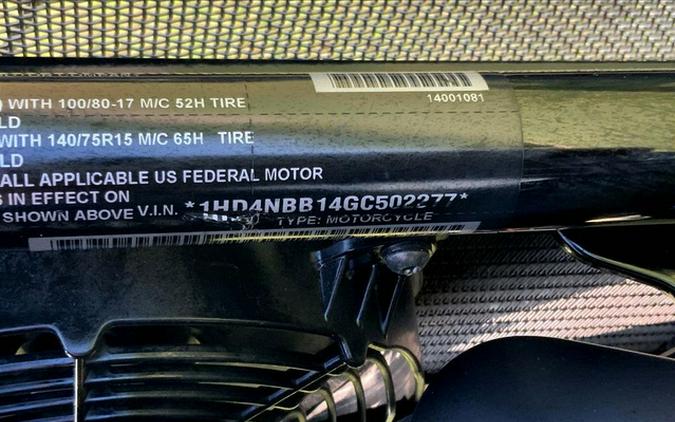 ) WITH 100/80-17 M/C 52H TIRE
LD
WITH 140/75R15 M/C 65H TIRE
LD
ALL APPLICABLE US FEDERAL MOTOR
S IN EFFECT ON
SHOWN ABOVE V.I.N. *1HD4NBB14GC502277*
TYPE: MOTORCYCLE
14001081